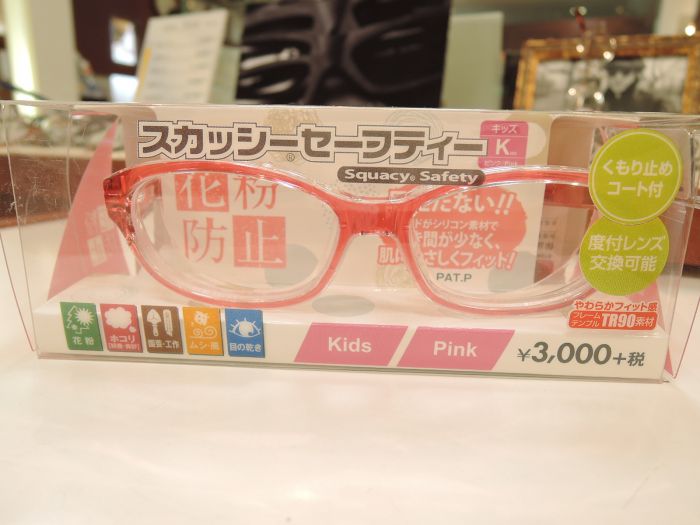 スカッシーセーフティー®
Squacy® Safety
キッズ
K
ピンク/Pink
花粉
防止
たない!!
ドがシリコン素材で
間が少なく、
さしくフィット!
PAT.P
くもり止め
コート付
度付レンズ
交換可能
やわらかフィット感
フレーム
テンプル
TR90素材
花粉
ホコリ
園芸・工作
ムシ・風
目の乾き
Kids
Pink
¥3,000+税